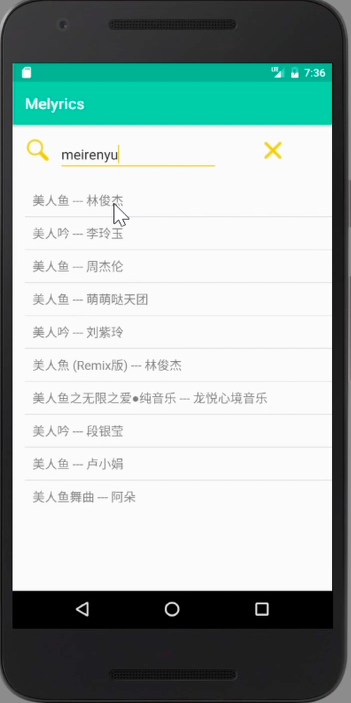 7:36
Melyrics
meirenyu
美人鱼 --- 林俊杰
美人吟 --- 李玲玉
美人鱼 --- 周杰伦
美人鱼 --- 萌萌哒天团
美人吟 --- 刘紫玲
美人魚 (Remix版) --- 林俊杰
美人鱼之无限之爱●纯音乐 --- 龙悦心境音乐
美人吟 --- 段银莹
美人鱼 --- 卢小娟
美人鱼舞曲 --- 阿朵